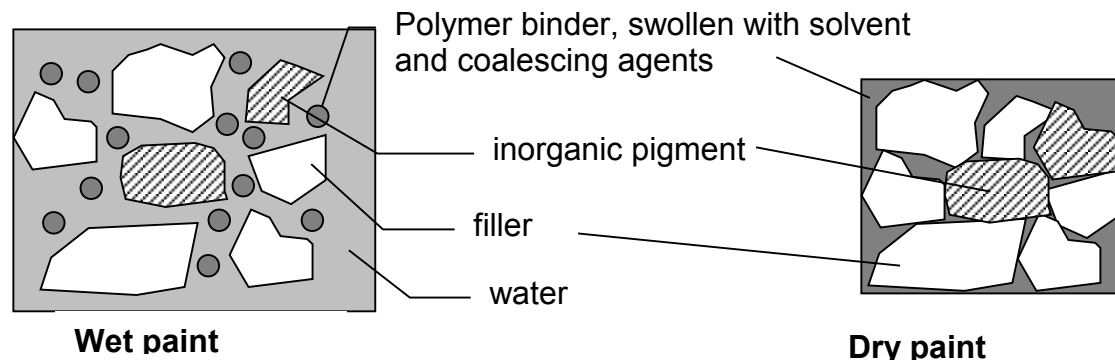 Polymer binder, swollen with solvent
and coalescing agents
inorganic pigment
filler
water
Wet paint
Dry paint